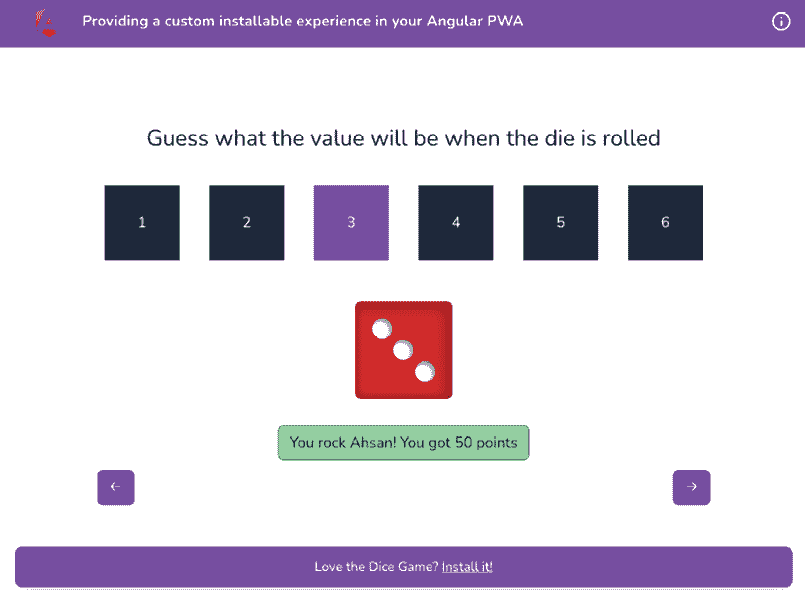 Providing a custom installable experience in your Angular PWA
Guess what the value will be when the die is rolled
1 2 3 4 5 6
You rock Ahsan! You got 50 points
← →
Love the Dice Game? Install it!